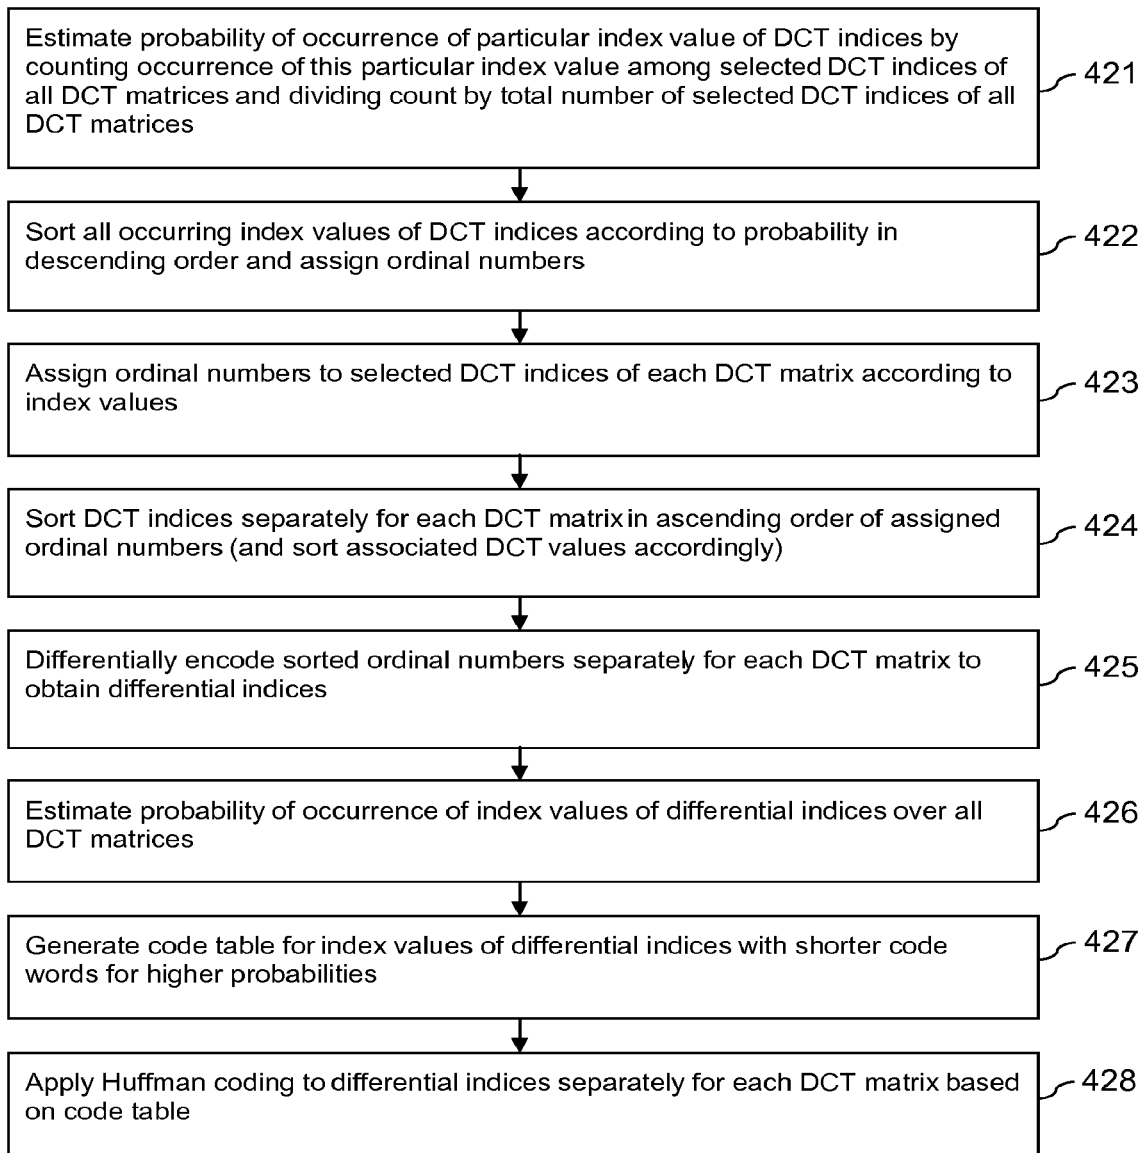 Estimate probability of occurrence of particular index value of DCT indices by
counting occurrence of this particular index value among selected DCT indices of
all DCT matrices and dividing count by total number of selected DCT indices of all
DCT matrices
421
Sort all occurring index values of DCT indices according to probability in
descending order and assign ordinal numbers
422
Assign ordinal numbers to selected DCT indices of each DCT matrix according to
index values
423
Sort DCT indices separately for each DCT matrix in ascending order of assigned
ordinal numbers (and sort associated DCT values accordingly)
424
Differentially encode sorted ordinal numbers separately for each DCT matrix to
obtain differential indices
425
Estimate probability of occurrence of index values of differential indices over all
DCT matrices
426
Generate code table for index values of differential indices with shorter code
words for higher probabilities
427
Apply Huffman coding to differential indices separately for each DCT matrix based
on code table
428